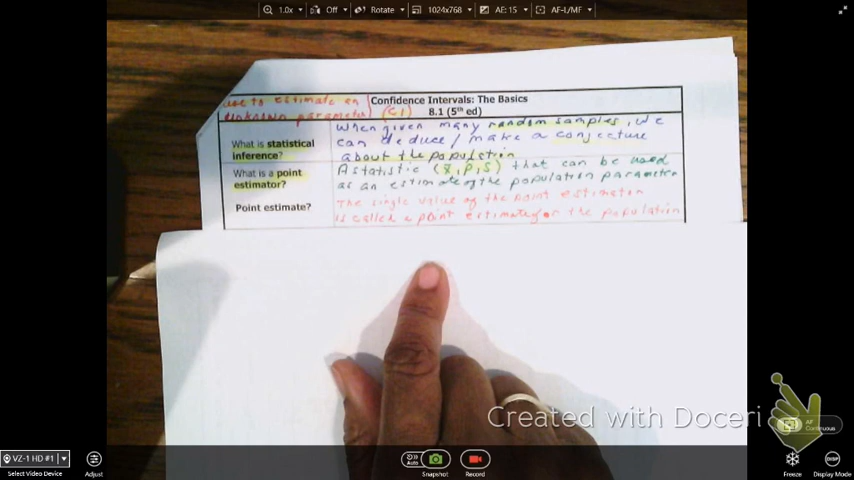 1.0x Off Rotate 1024x768 AE: 15 AF-L/MF
use to estimate an
unknown parameter (CI)
Confidence Intervals: The Basics
8.1 (5th ed)
What is statistical
inference?
When given many random samples, we
can deduce / make a conjecture
about the population
What is a point
estimator?
A statistic (x̄, p, s) that can be used
as an estimate of the population parameter
Point estimate?
The single value of the point estimator
is called a point estimate for the population
Created with Doceri
AF
Continuous
VZ-1 HD #1
Select Video Device
Adjust
Auto
Snapshot
Record
Freeze
DISP
Display Mode